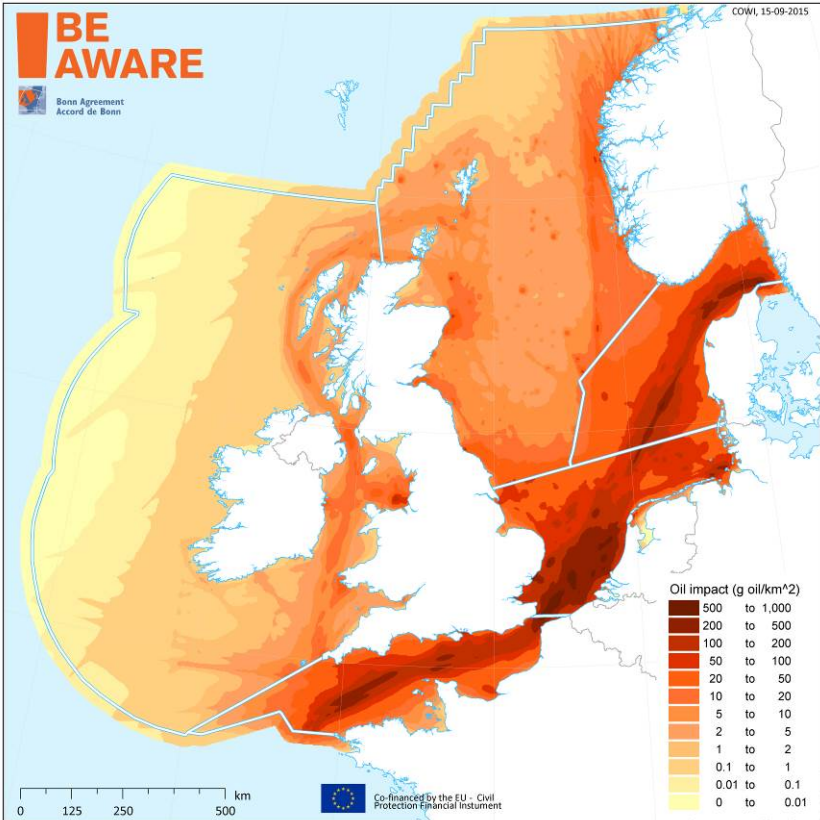 COWI, 15-09-2015
BE
AWARE
Bonn Agreement
Accord de Bonn
Oil impact (g oil/km^2)
500 to 1,000
200 to 500
100 to 200
50 to 100
20 to 50
10 to 20
5 to 10
2 to 5
1 to 2
0.1 to 1
0.01 to 0.1
0 to 0.01
km
0 125 250 500
Co-financed by the EU - Civil
Protection Financial Instument